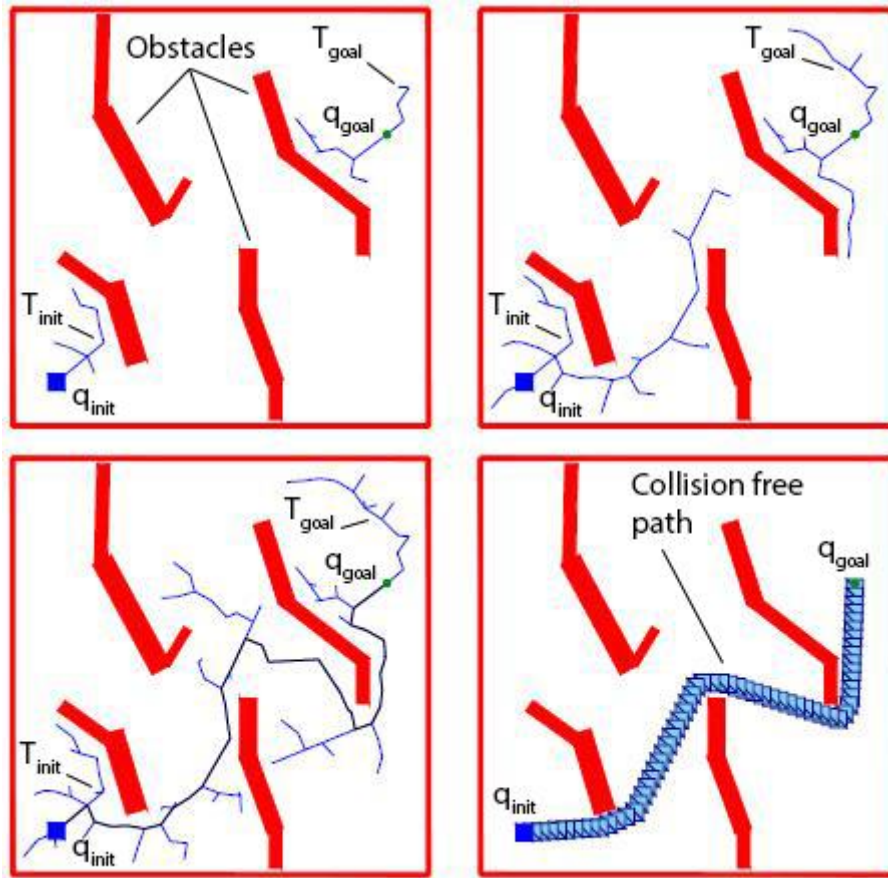 Obstacles
T_goal
q_goal
T_init
q_init
T_goal
q_goal
T_init
q_init
T_goal
q_goal
T_init
q_init
Collision free
path
q_goal
q_init